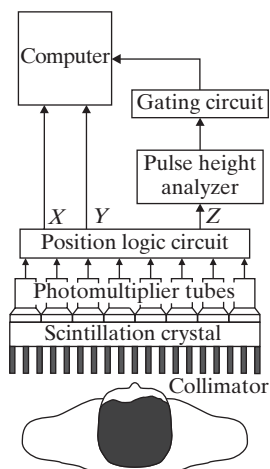 Computer
Gating circuit
Pulse height
analyzer
X
Y
Z
Position logic circuit
Photomultiplier tubes
Scintillation crystal
Collimator